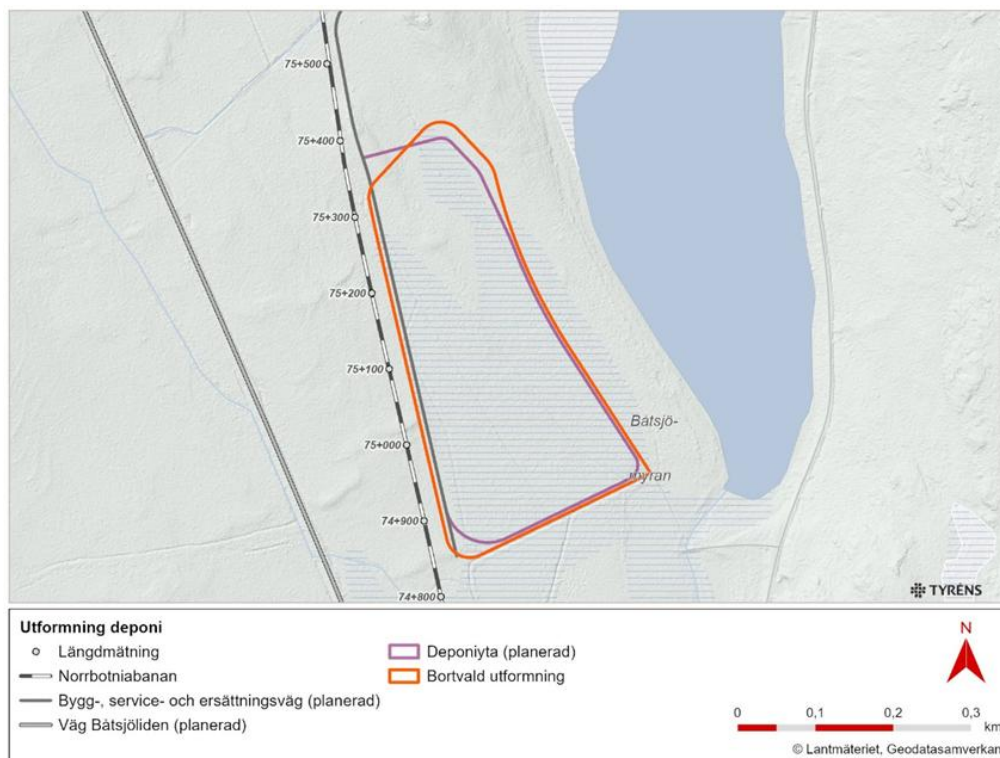 75+500
75+400
75+300
75+200
75+100
75+000
74+900
74+800
Båtsjö-
myran
TYRÉNS
Utformning deponi
Längdmätning
Norrbotniabanan
Bygg-, service- och ersättningsväg (planerad)
Väg Båtsjöliden (planerad)
Deponiyta (planerad)
Bortvald utformning
N
0 0,1 0,2 0,3
km
© Lantmäteriet, Geodatasamverkan